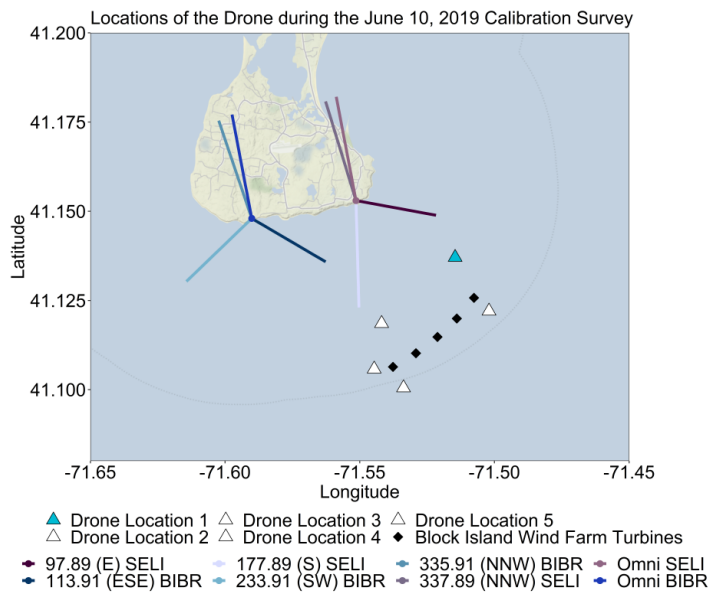 Locations of the Drone during the June 10, 2019 Calibration Survey
41.200
41.175
41.150
41.125
41.100
Latitude
-71.65 -71.60 -71.55 -71.50 -71.45
Longitude
Drone Location 1 Drone Location 3 Drone Location 5
Drone Location 2 Drone Location 4 Block Island Wind Farm Turbines
97.89 (E) SELI 177.89 (S) SELI 335.91 (NNW) BIBR Omni SELI
113.91 (ESE) BIBR 233.91 (SW) BIBR 337.89 (NNW) SELI Omni BIBR